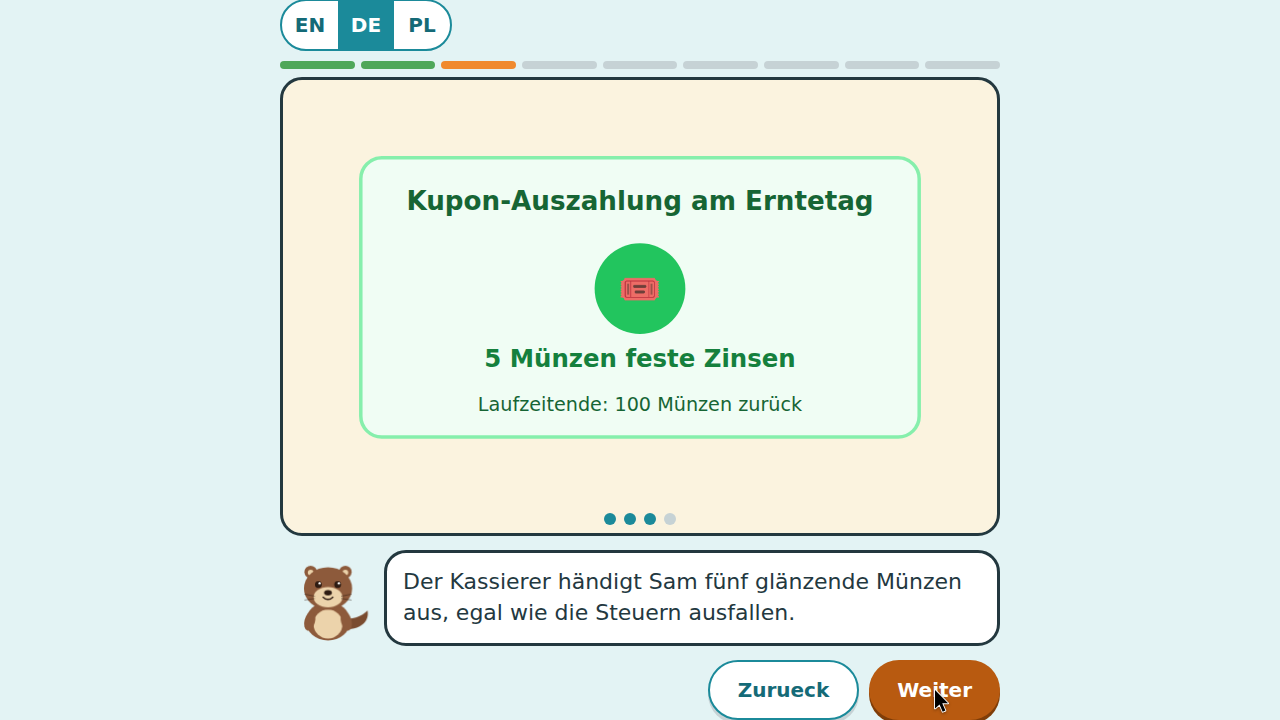 EN DE PL
Kupon-Auszahlung am Erntetag
5 Münzen feste Zinsen
Laufzeitende: 100 Münzen zurück
Der Kassierer händigt Sam fünf glänzende Münzen
aus, egal wie die Steuern ausfallen.
Zurueck Weiter